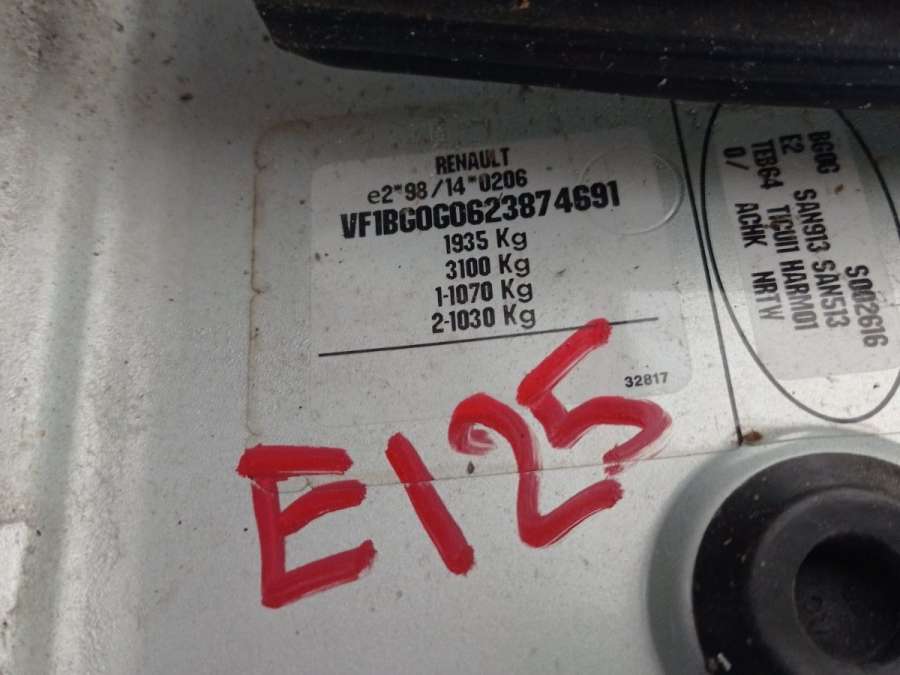 RENAULT
e2*98/14*0206
VF1BG0G0623874691
1935 Kg
3100 Kg
1-1070 Kg
2-1030 Kg
32817
BG0G SAN913 S002616
E2 SAN913 SAN513
TEB64 TICUI1 HARM01
0/ ACHK NRTW
E125